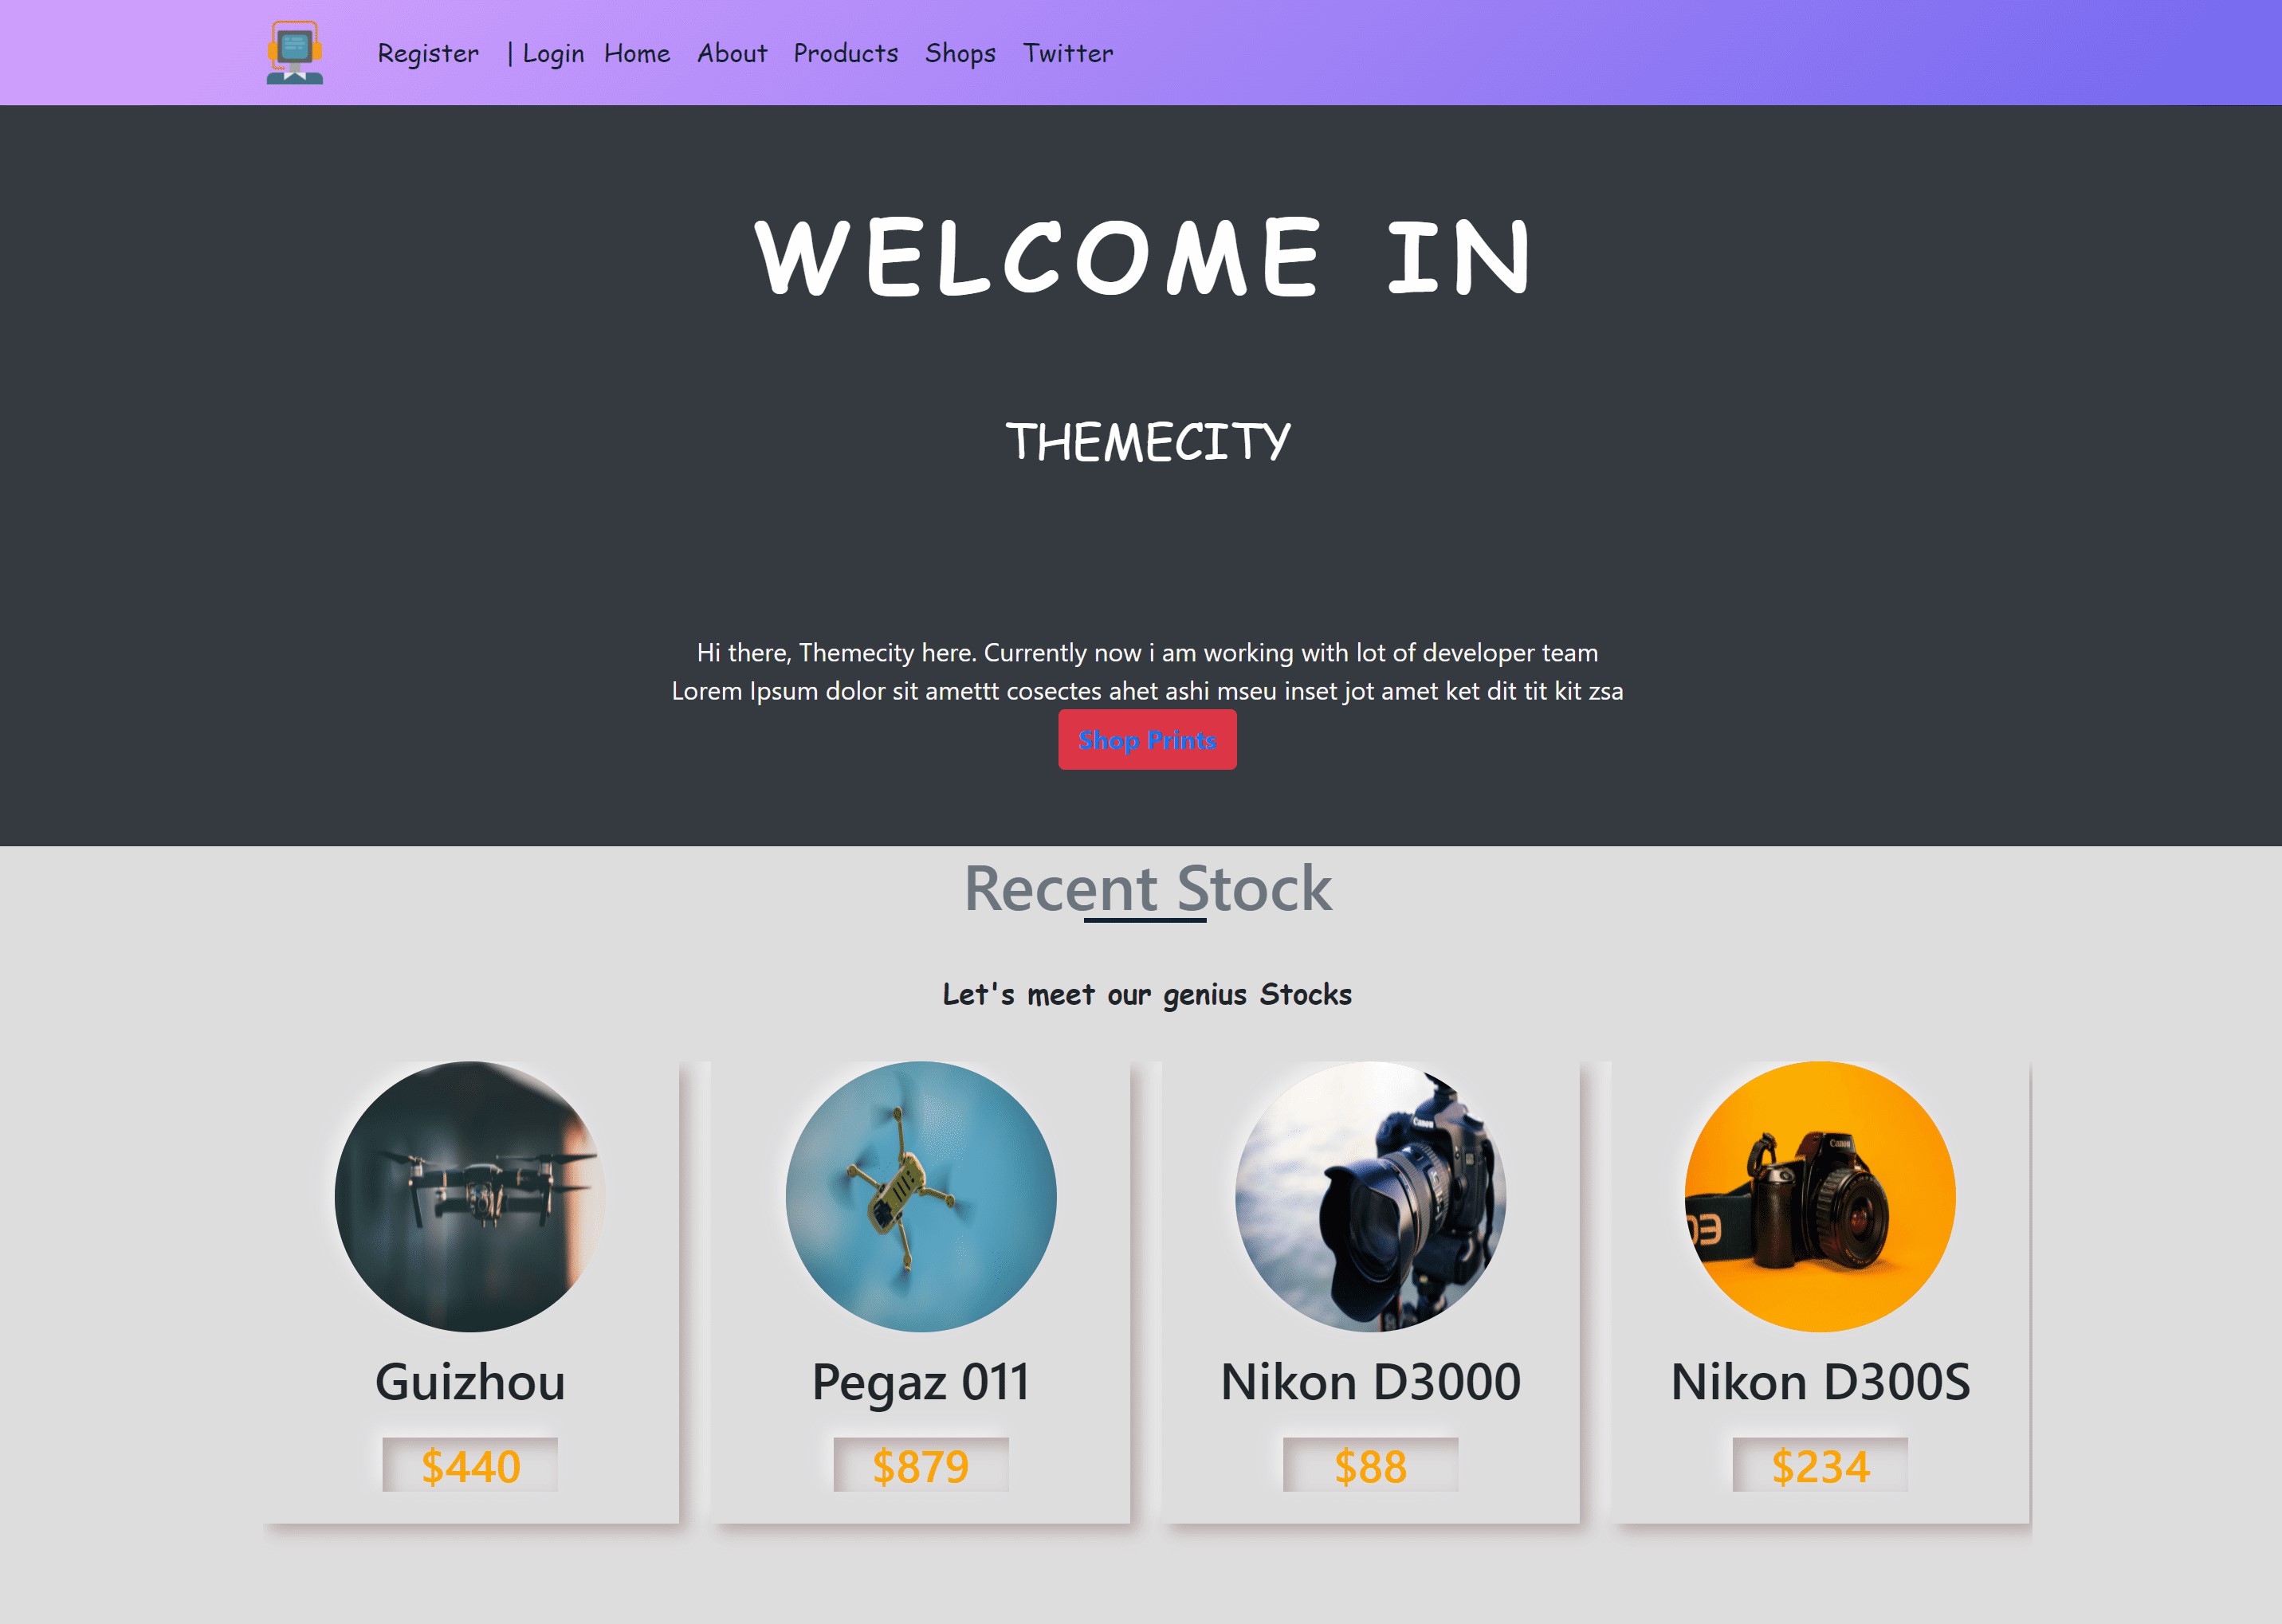 Register | Login Home About Products Shops Twitter
WELCOME IN
THEMECITY
Hi there, Themecity here. Currently now i am working with lot of developer team
Lorem Ipsum dolor sit amettt cosectes ahet ashi mseu inset jot amet ket dit tit kit zsa
Shop Prints
Recent Stock
Let's meet our genius Stocks
Canon
Canon
Guizhou
Pegaz 011
Nikon D3000
Nikon D300S
$440
$879
$88
$234